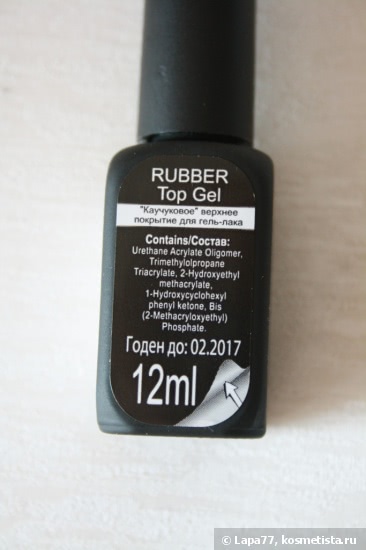 RUBBER
Top Gel
"Каучуковое" верхнее
покрытие для гель-лака
Contains/Состав:
Urethane Acrylate Oligomer,
Trimethylolpropane
Triacrylate, 2-Hydroxyethyl
methacrylate,
1-Hydroxycyclohexyl
phenyl ketone, Bis
(2-Methacryloxyethyl)
Phosphate.
Годен до: 02.2017
12ml
© Lapa77, kosmetista.ru